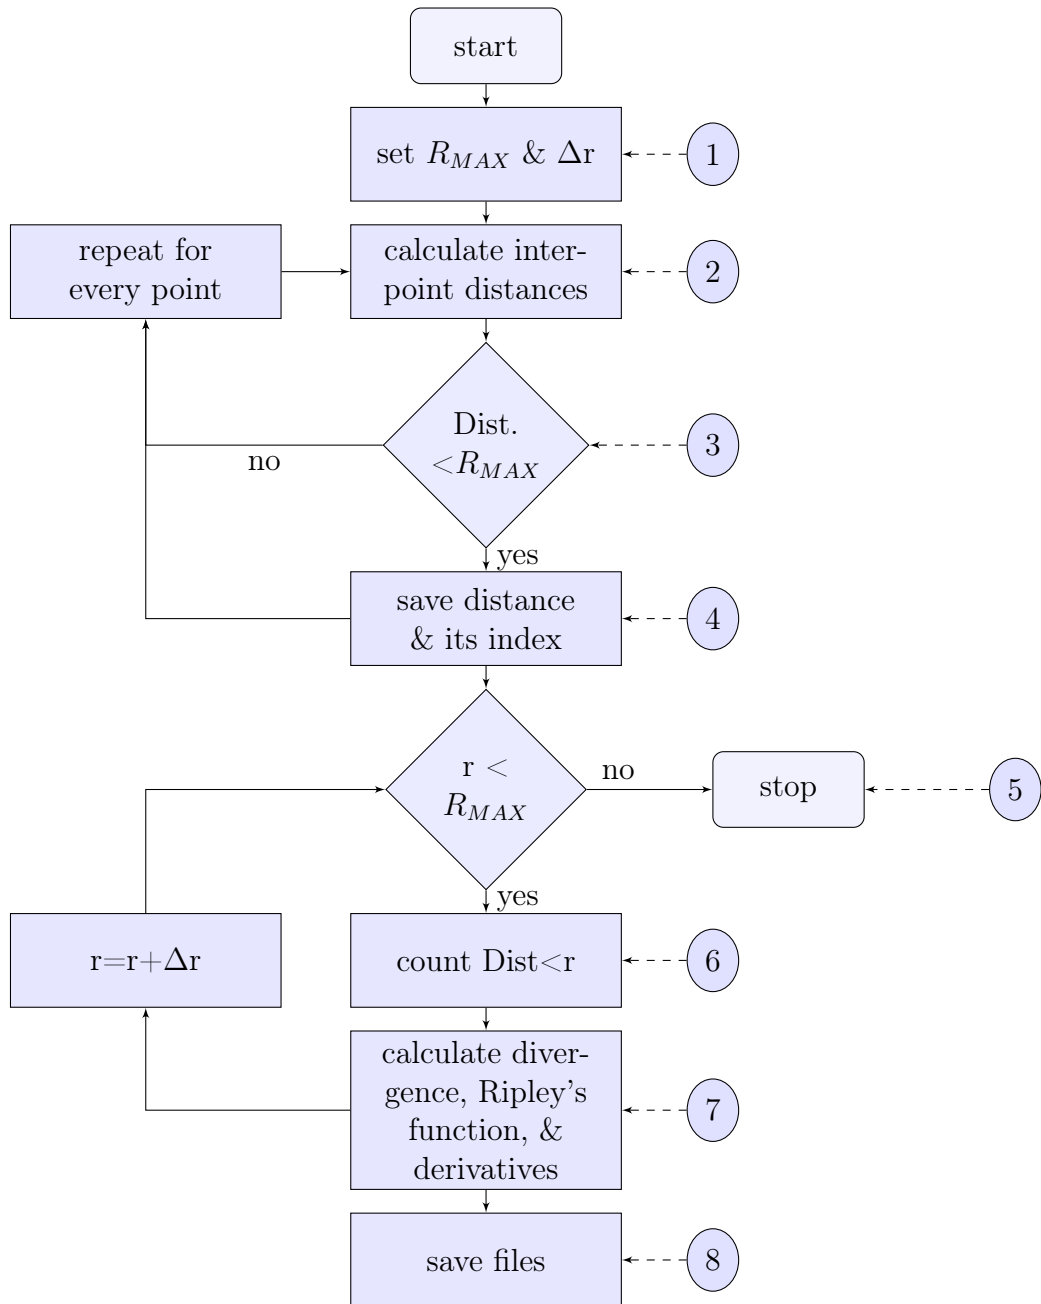 start
set R_MAX & Δr
1
repeat for
every point
calculate inter-
point distances
2
Dist.
<R_MAX
3
no
yes
save distance
& its index
4
r <
R_MAX
no
stop
5
yes
r=r+Δr
count Dist<r
6
calculate diver-
gence, Ripley's
function, &
derivatives
7
save files
8